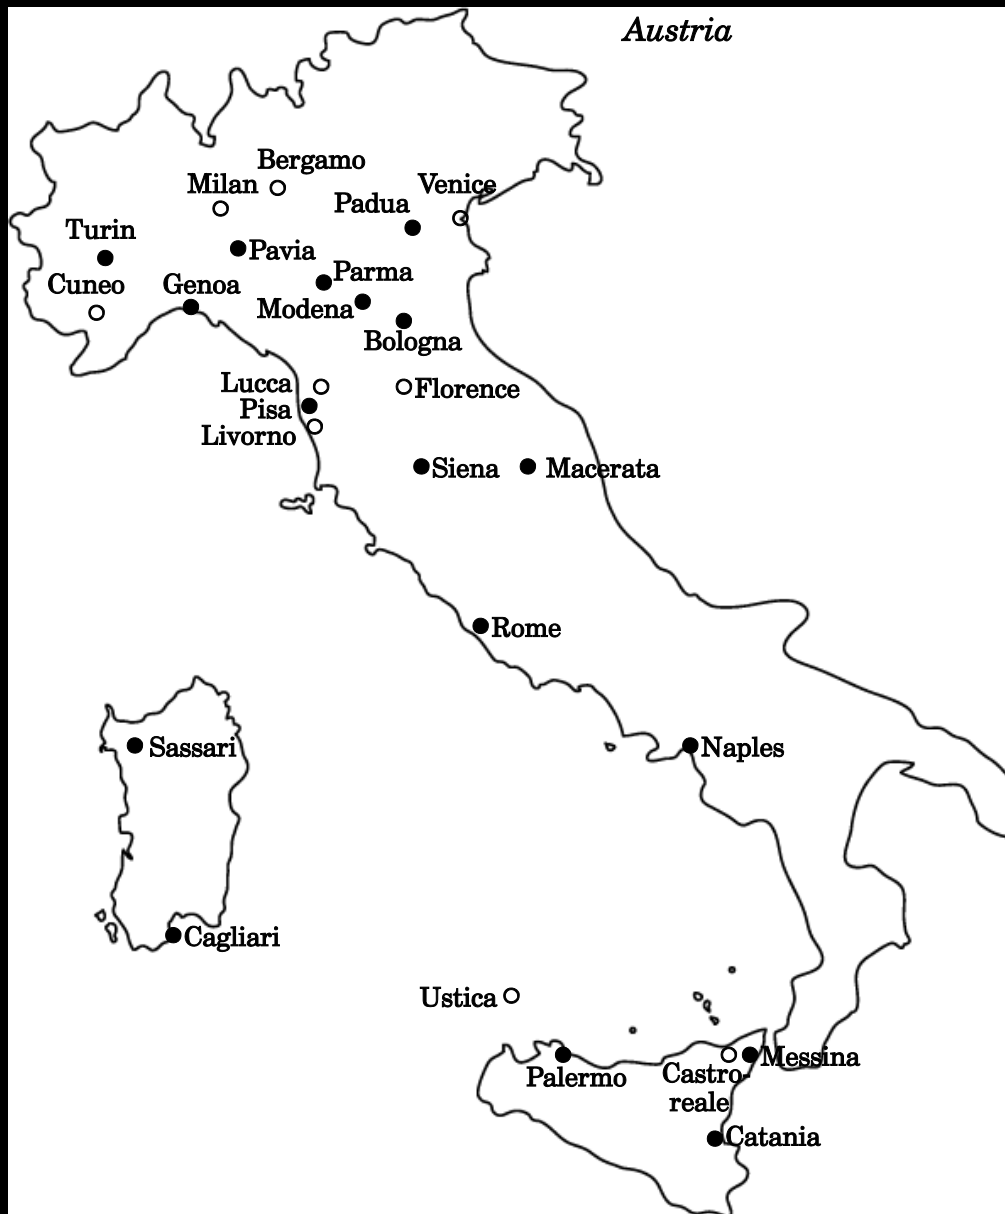 Austria
Bergamo
Milan
Venice
Padua
Turin
Pavia
Parma
Cuneo
Genoa
Modena
Bologna
Lucca
Florence
Pisa
Livorno
Siena
Macerata
Rome
Sassari
Naples
Cagliari
Ustica
Messina
Palermo
Castro-
reale
Catania